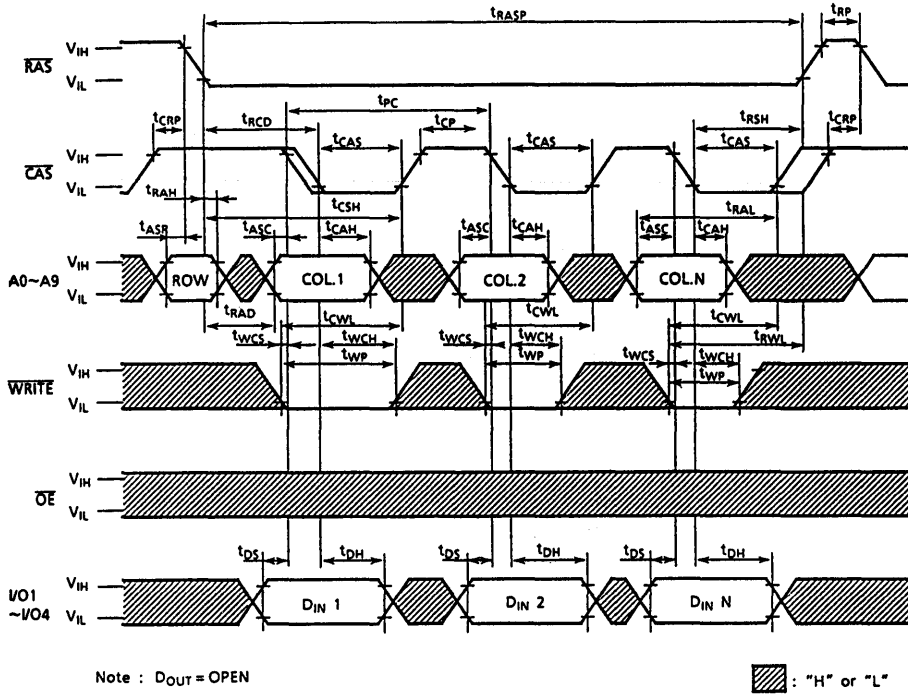 tRASP
tRP
RAS
VIH
VIL
tPC
tCRP
tRCD
tCAS
tCP
tCAS
tRSH
tCAS
tCRP
CAS
VIH
VIL
tRAH
tCSH
tRAL
tASR
tASC
tCAH
tASC
tCAH
tASC
tCAH
A0~A9
VIH
VIL
ROW
COL.1
COL.2
COL.N
tRAD
tCWL
tCWL
tCWL
tRWL
tWCS
tWCH
tWCS
tWCH
tWCS
tWCH
tWP
tWP
tWP
WRITE
VIH
VIL
OE
VIH
VIL
tDS
tDH
tDS
tDH
tDS
tDH
I/O1
~I/O4
VIH
VIL
DIN 1
DIN 2
DIN N
Note : DOUT = OPEN
: "H" or "L"